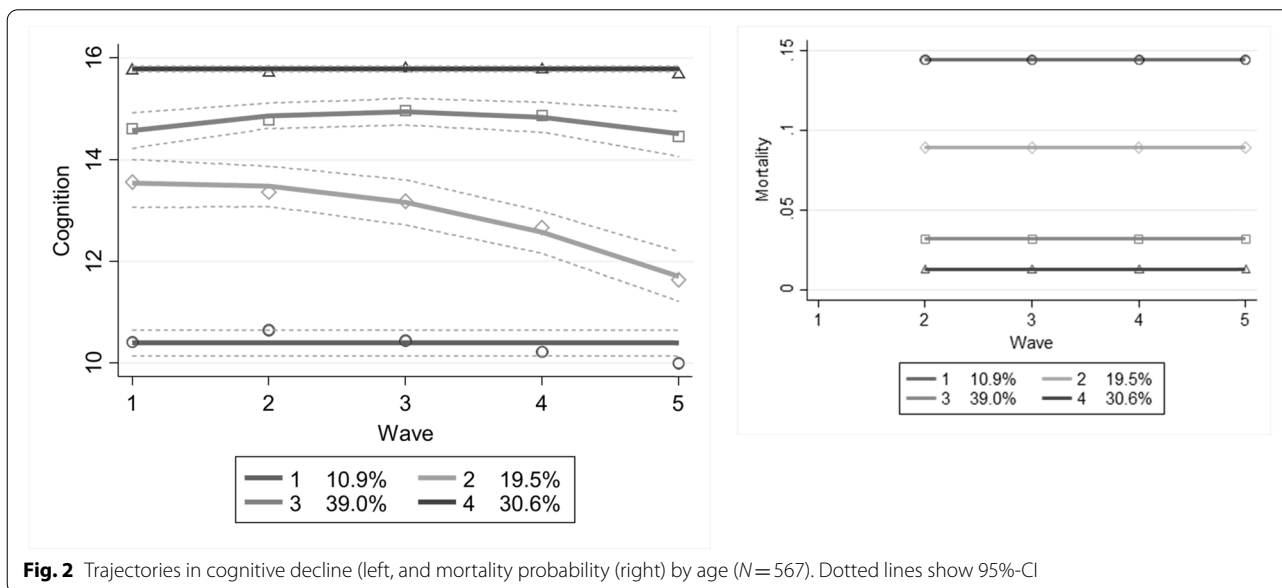 16
14
12
10
Cognition
1 2 3 4 5
Wave
1 10.9% 2 19.5%
3 39.0% 4 30.6%
.15
.1
.05
0
Mortality
1 2 3 4 5
Wave
1 10.9% 2 19.5%
3 39.0% 4 30.6%
Fig. 2 Trajectories in cognitive decline (left, and mortality probability (right) by age (N = 567). Dotted lines show 95%-CI